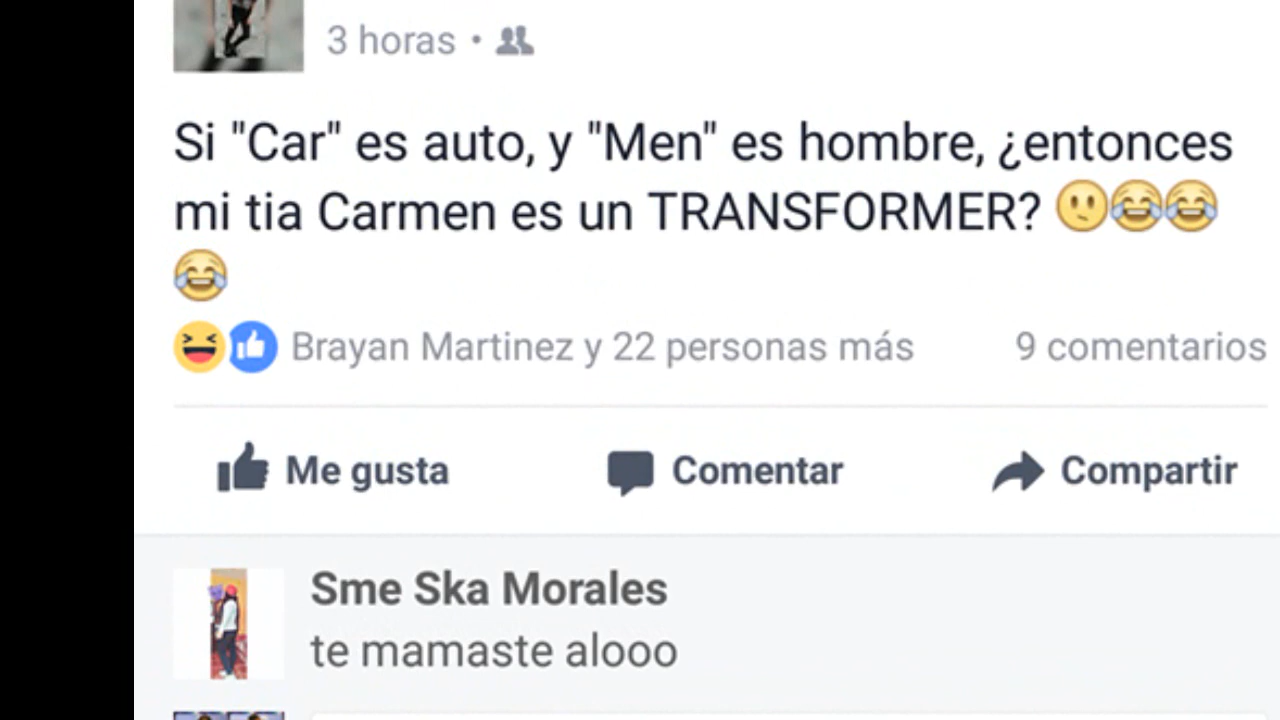 3 horas •
Si "Car" es auto, y "Men" es hombre, ¿entonces
mi tia Carmen es un TRANSFORMER?
Brayan Martinez y 22 personas más 9 comentarios
Me gusta Comentar Compartir
Sme Ska Morales
te mamaste alooo